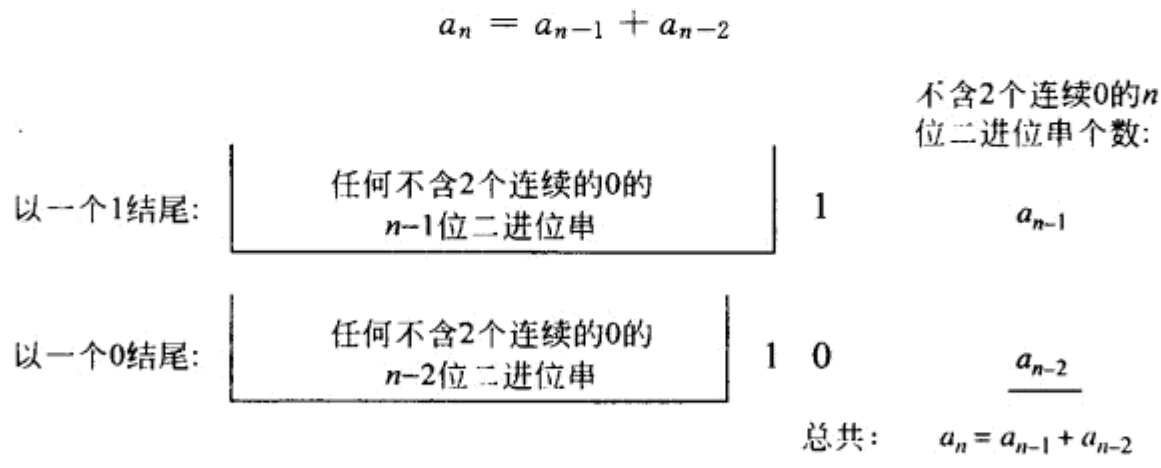 aₙ = aₙ₋₁ + aₙ₋₂
不含2个连续0的n
位二进位串个数:
以一个1结尾: 任何不含2个连续的0的 n–1位二进位串 1 aₙ₋₁
以一个0结尾: 任何不含2个连续的0的 n–2位二进位串 1 0 aₙ₋₂
总共: aₙ = aₙ₋₁ + aₙ₋₂